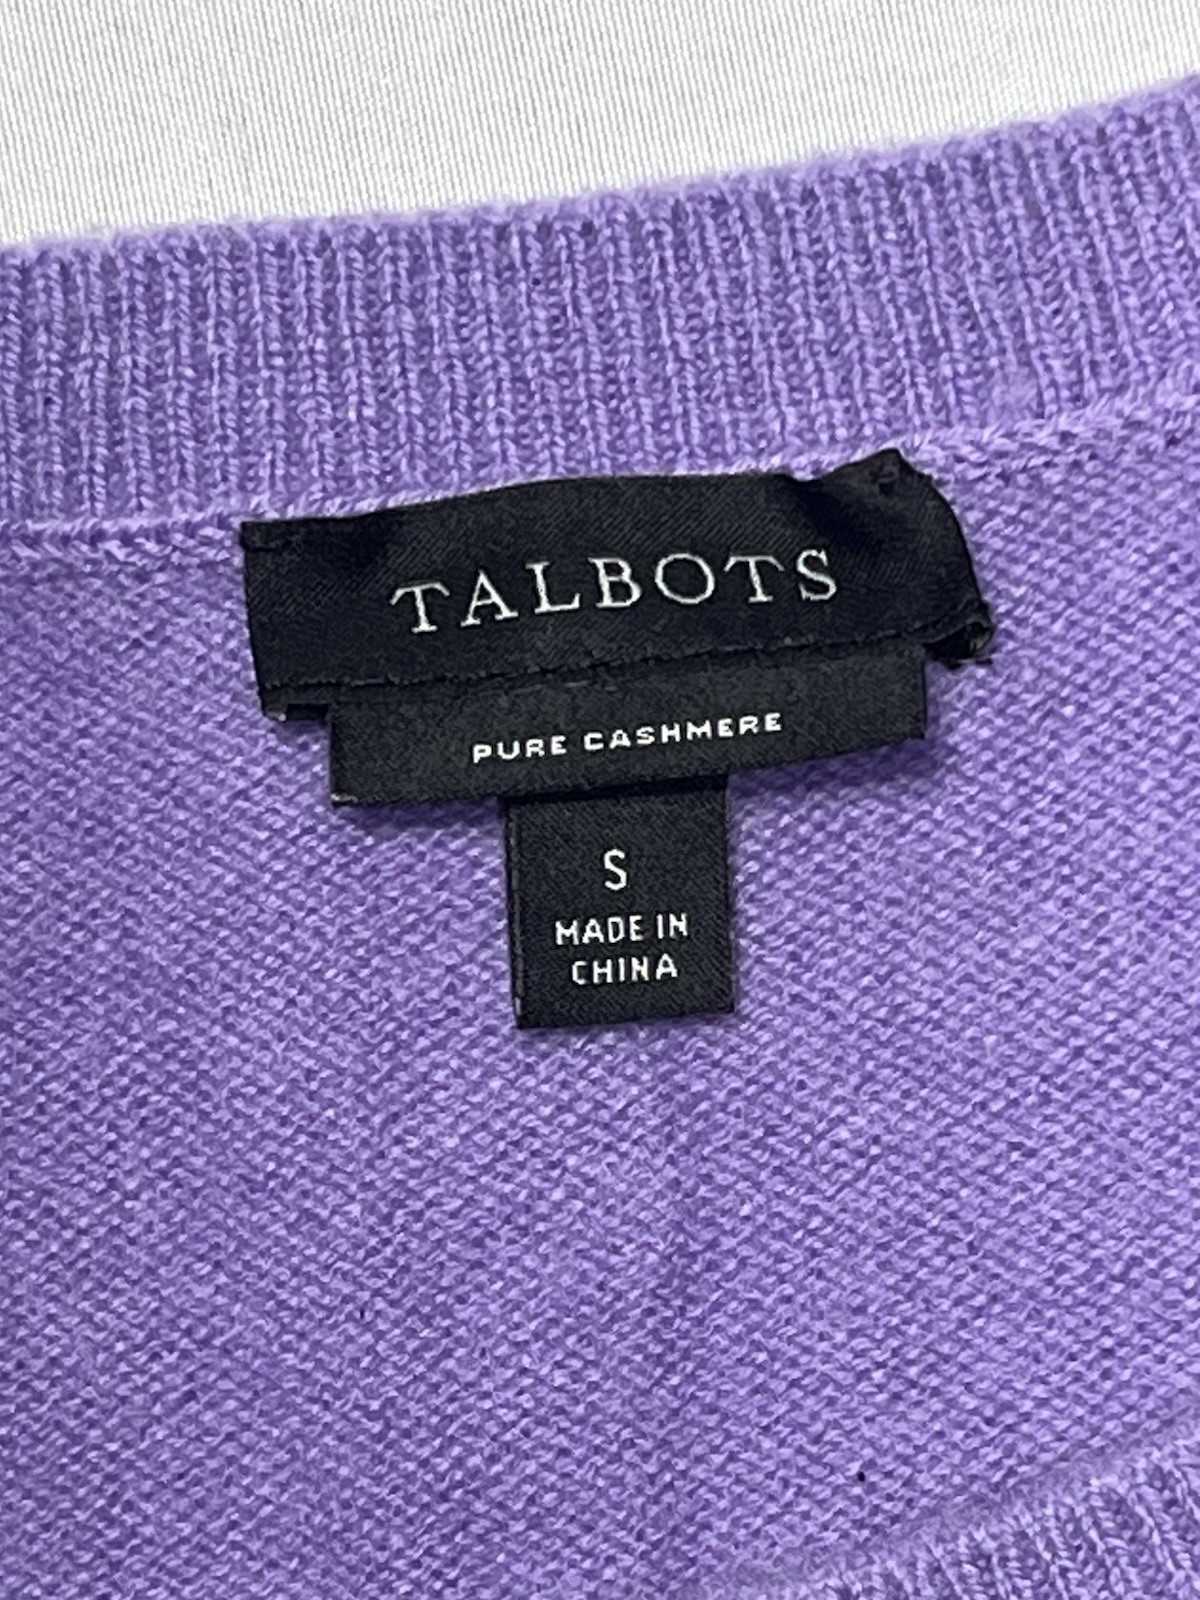 TALBOTS
PURE CASHMERE
S
MADE IN
CHINA